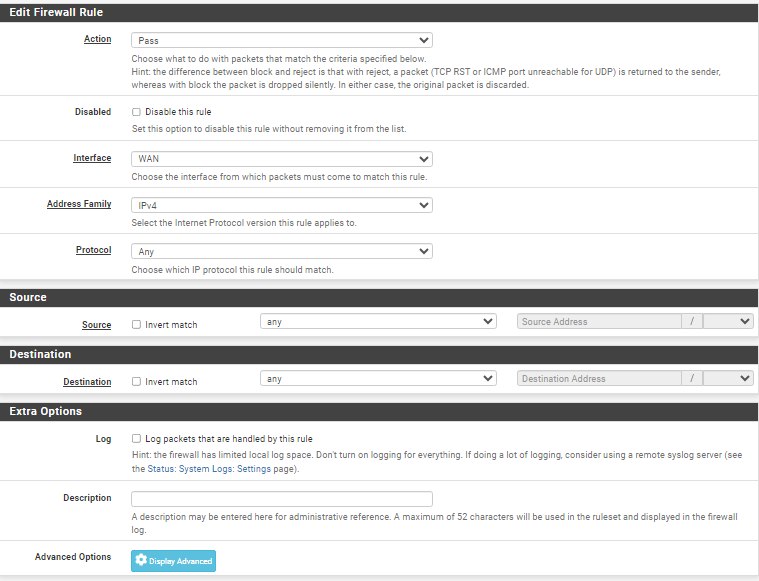 Edit Firewall Rule
Action
Pass
Choose what to do with packets that match the criteria specified below.
Hint: the difference between block and reject is that with reject, a packet (TCP RST or ICMP port unreachable for UDP) is returned to the sender,
whereas with block the packet is dropped silently. In either case, the original packet is discarded.
Disabled
Disable this rule
Set this option to disable this rule without removing it from the list.
Interface
WAN
Choose the interface from which packets must come to match this rule.
Address Family
IPv4
Select the Internet Protocol version this rule applies to.
Protocol
Any
Choose which IP protocol this rule should match.
Source
Source
Invert match
any
Source Address
/
Destination
Destination
Invert match
any
Destination Address
/
Extra Options
Log
Log packets that are handled by this rule
Hint: the firewall has limited local log space. Don't turn on logging for everything. If doing a lot of logging, consider using a remote syslog server (see
the Status: System Logs: Settings page).
Description
A description may be entered here for administrative reference. A maximum of 52 characters will be used in the ruleset and displayed in the firewall
log.
Advanced Options
Display Advanced